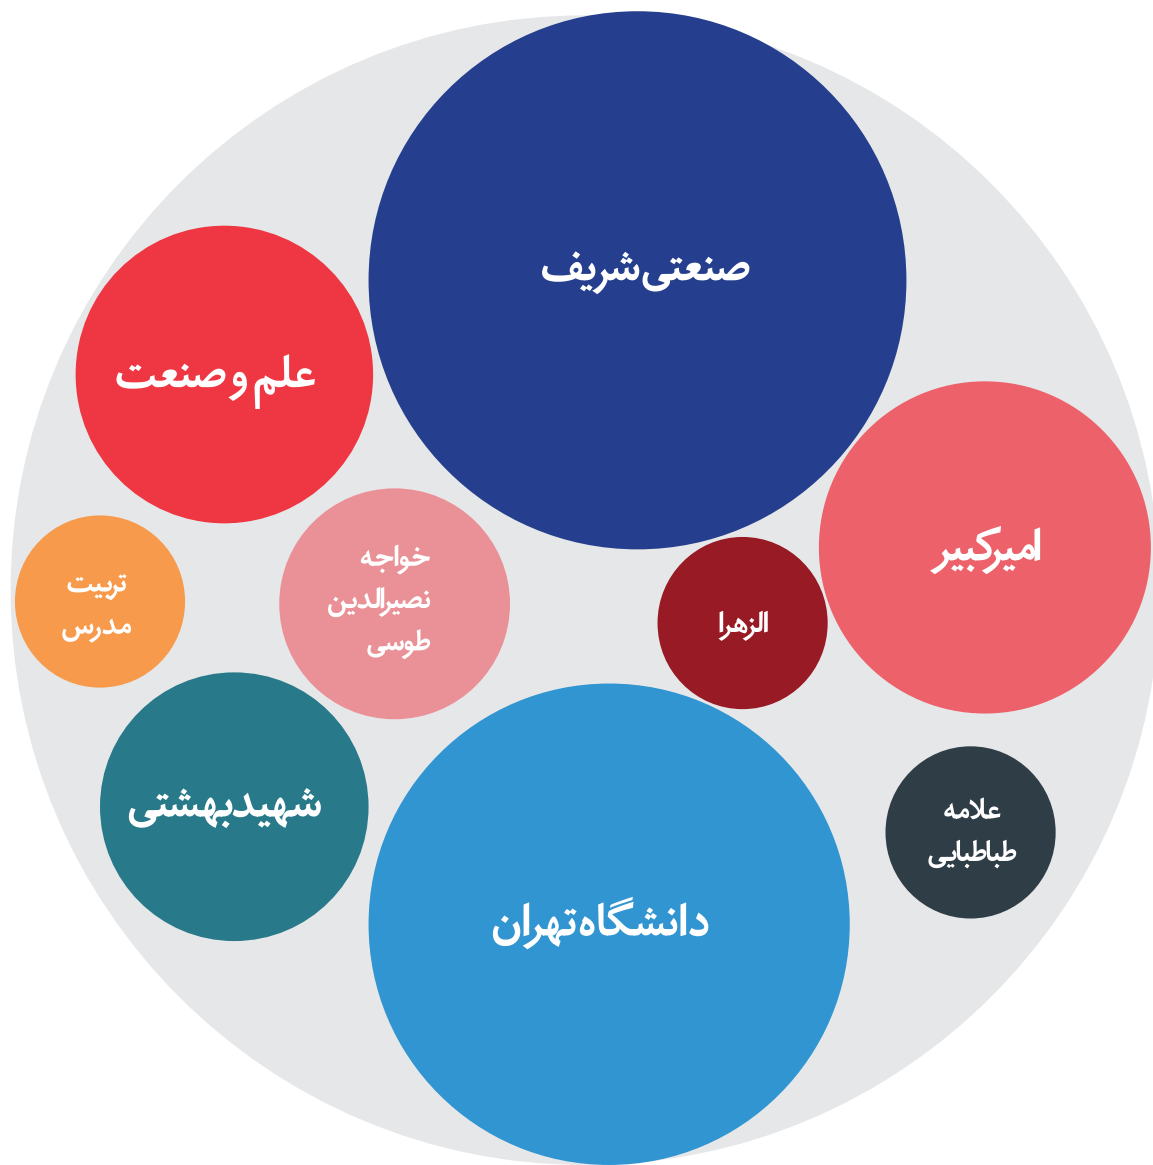 صنعتی شریف
علم و صنعت
امیرکبیر
خواجه
نصیرالدین
طوسی
تربیت
مدرس
الزهرا
شهید بهشتی
علامه
طباطبایی
دانشگاه تهران